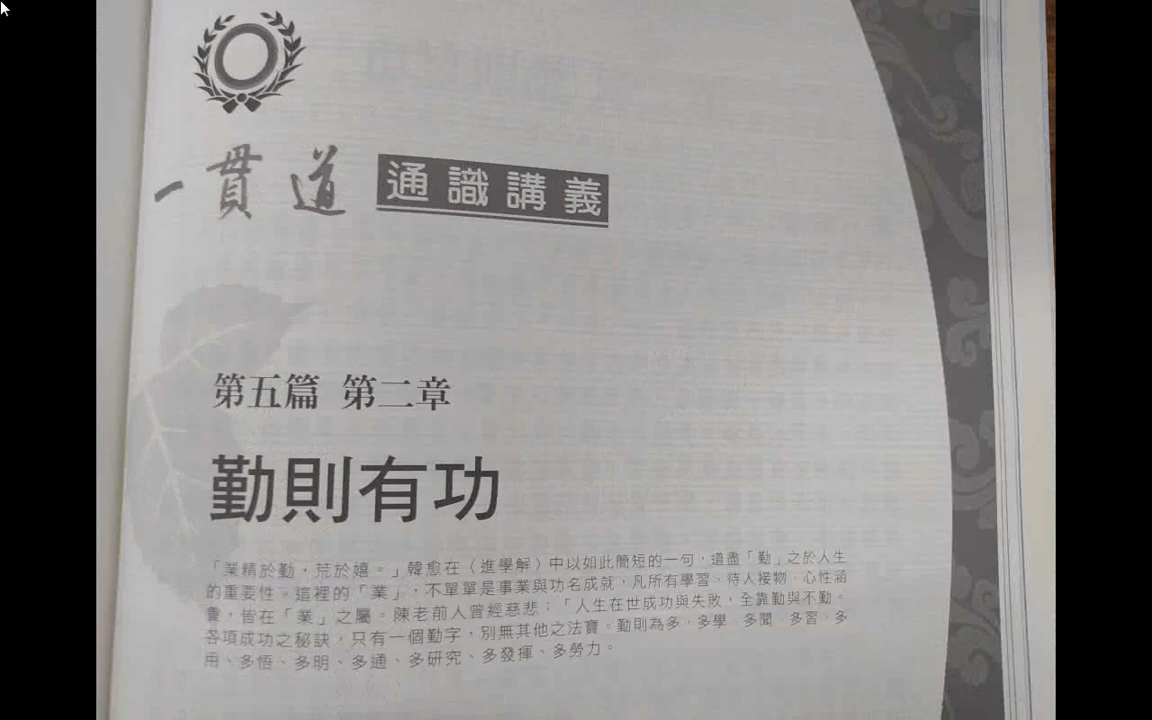 一貫道 通識講義
第五篇 第二章
勤則有功
「業精於勤，荒於嬉。」韓愈在〈進學解〉中以如此簡短的一句，道盡「勤」之於人生
的重要性。這裡的「業」，不單單是事業與功名成就，凡所有學習、待人接物、心性涵
養，皆在「業」之屬。陳老前人曾經慈悲：「人生在世成功與失敗，全靠勤與不勤。
各項成功之秘訣，只有一個勤字，別無其他之法寶。勤則為多，多學、多聞、多習、多
用、多悟、多明、多通、多研究、多發揮、多勞力。